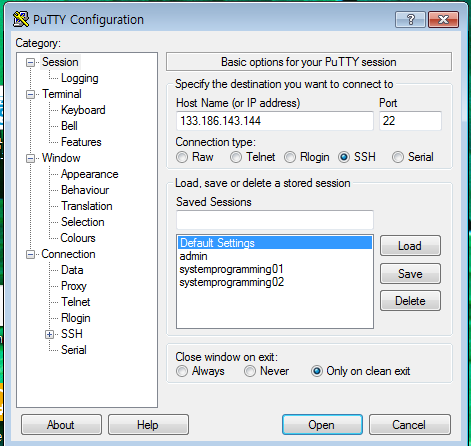 PuTTY Configuration
Category:
Session
Logging
Terminal
Keyboard
Bell
Features
Window
Appearance
Behaviour
Translation
Selection
Colours
Connection
Data
Proxy
Telnet
Rlogin
SSH
Serial
Basic options for your PuTTY session
Specify the destination you want to connect to
Host Name (or IP address) Port
133.186.143.144 22
Connection type:
Raw Telnet Rlogin SSH Serial
Load, save or delete a stored session
Saved Sessions
Default Settings
admin
systemprogramming01
systemprogramming02
Load
Save
Delete
Close window on exit:
Always Never Only on clean exit
About Help Open Cancel